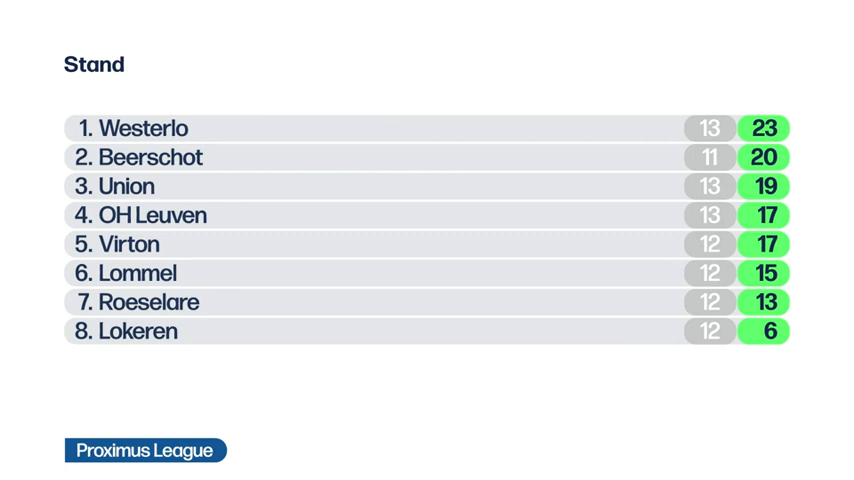 Stand
1. Westerlo 13 23
2. Beerschot 11 20
3. Union 13 19
4. OH Leuven 13 17
5. Virton 12 17
6. Lommel 12 15
7. Roeselare 12 13
8. Lokeren 12 6
Proximus League